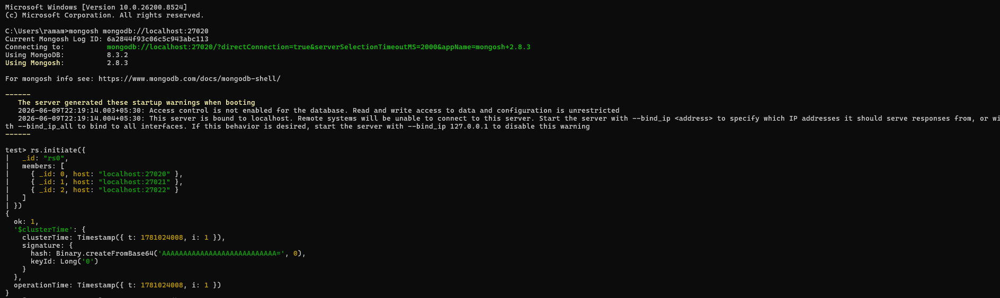 Microsoft Windows [Version 10.0.26200.8524]
(c) Microsoft Corporation. All rights reserved.

C:\Users\ramam>mongosh mongodb://localhost:27020
Current Mongosh Log ID: 6a2844f93c06c5c943abc113
Connecting to:          mongodb://localhost:27020/?directConnection=true&serverSelectionTimeoutMS=2000&appName=mongosh+2.8.3
Using MongoDB:          8.3.2
Using Mongosh:          2.8.3

For mongosh info see: https://www.mongodb.com/docs/mongodb-shell/

------
   The server generated these startup warnings when booting
   2026-06-09T22:19:14.003+05:30: Access control is not enabled for the database. Read and write access to data and configuration is unrestricted
   2026-06-09T22:19:14.004+05:30: This server is bound to localhost. Remote systems will be unable to connect to this server. Start the server with --bind_ip <address> to specify which IP addresses it should serve responses from, or wi
th --bind_ip_all to bind to all interfaces. If this behavior is desired, start the server with --bind_ip 127.0.0.1 to disable this warning
------

test> rs.initiate({
|   _id: "rs0",
|   members: [
|     { _id: 0, host: "localhost:27020" },
|     { _id: 1, host: "localhost:27021" },
|     { _id: 2, host: "localhost:27022" }
|   ]
| })
{
  ok: 1,
  '$clusterTime': {
    clusterTime: Timestamp({ t: 1781024008, i: 1 }),
    signature: {
      hash: Binary.createFromBase64('AAAAAAAAAAAAAAAAAAAAAAAAAAA=', 0),
      keyId: Long('0')
    }
  },
  operationTime: Timestamp({ t: 1781024008, i: 1 })
}